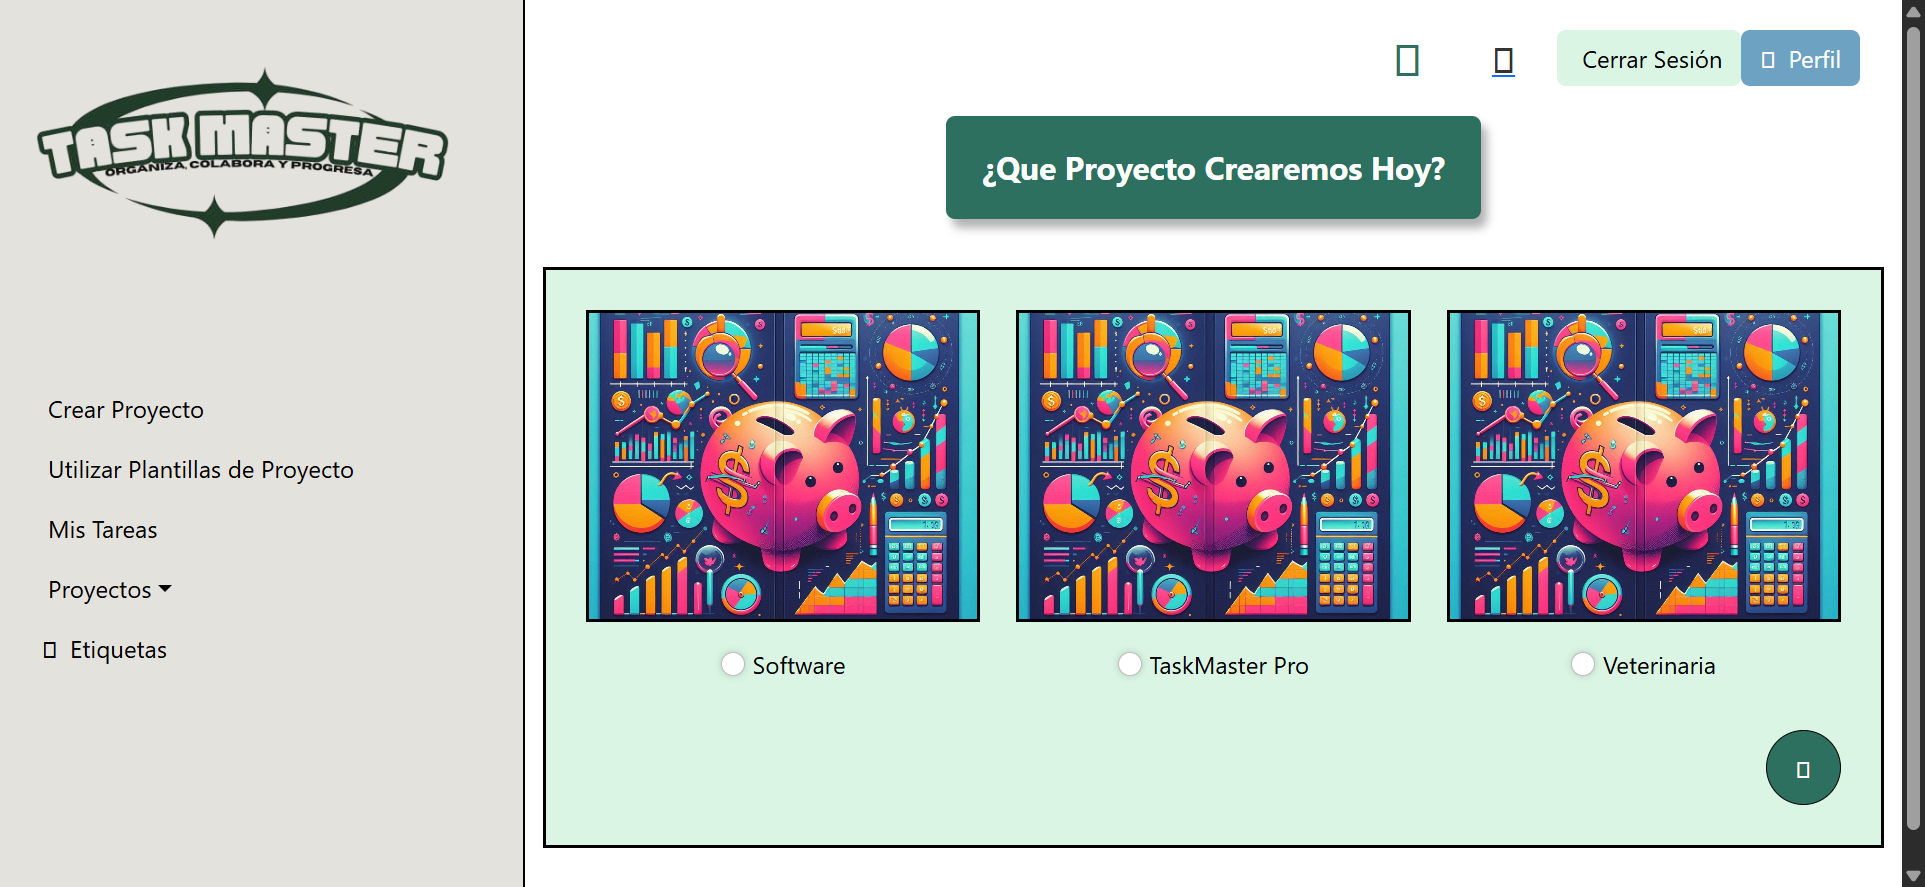 TASK MASTER
ORGANIZA, COLABORA Y PROGRESA
Crear Proyecto
Utilizar Plantillas de Proyecto
Mis Tareas
Proyectos
Etiquetas
Cerrar Sesión
Perfil
¿Que Proyecto Crearemos Hoy?
Software
TaskMaster Pro
Veterinaria